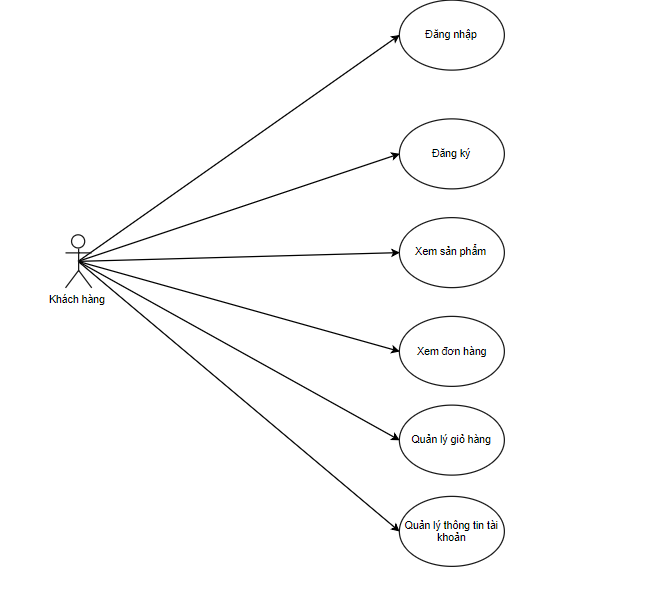 Đăng nhập
Đăng ký
Xem sản phẩm
Khách hàng
Xem đơn hàng
Quản lý giỏ hàng
Quản lý thông tin tài
khoản